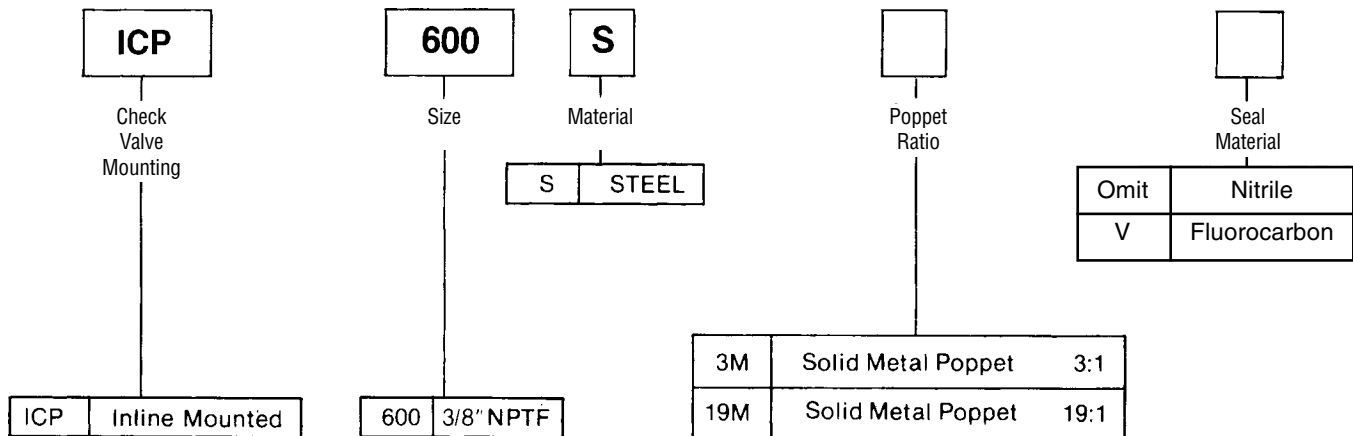 ICP 600 S
Check
Valve
Mounting
Size
Material
Poppet
Ratio
Seal
Material
S STEEL
Omit Nitrile
V Fluorocarbon
3M Solid Metal Poppet 3:1
19M Solid Metal Poppet 19:1
ICP Inline Mounted
600 3/8" NPTF